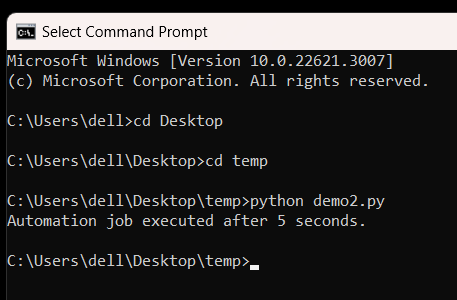 Select Command Prompt
Microsoft Windows [Version 10.0.22621.3007]
(c) Microsoft Corporation. All rights reserved.
C:\Users\dell>cd Desktop
C:\Users\dell\Desktop>cd temp
C:\Users\dell\Desktop\temp>python demo2.py
Automation job executed after 5 seconds.
C:\Users\dell\Desktop\temp>